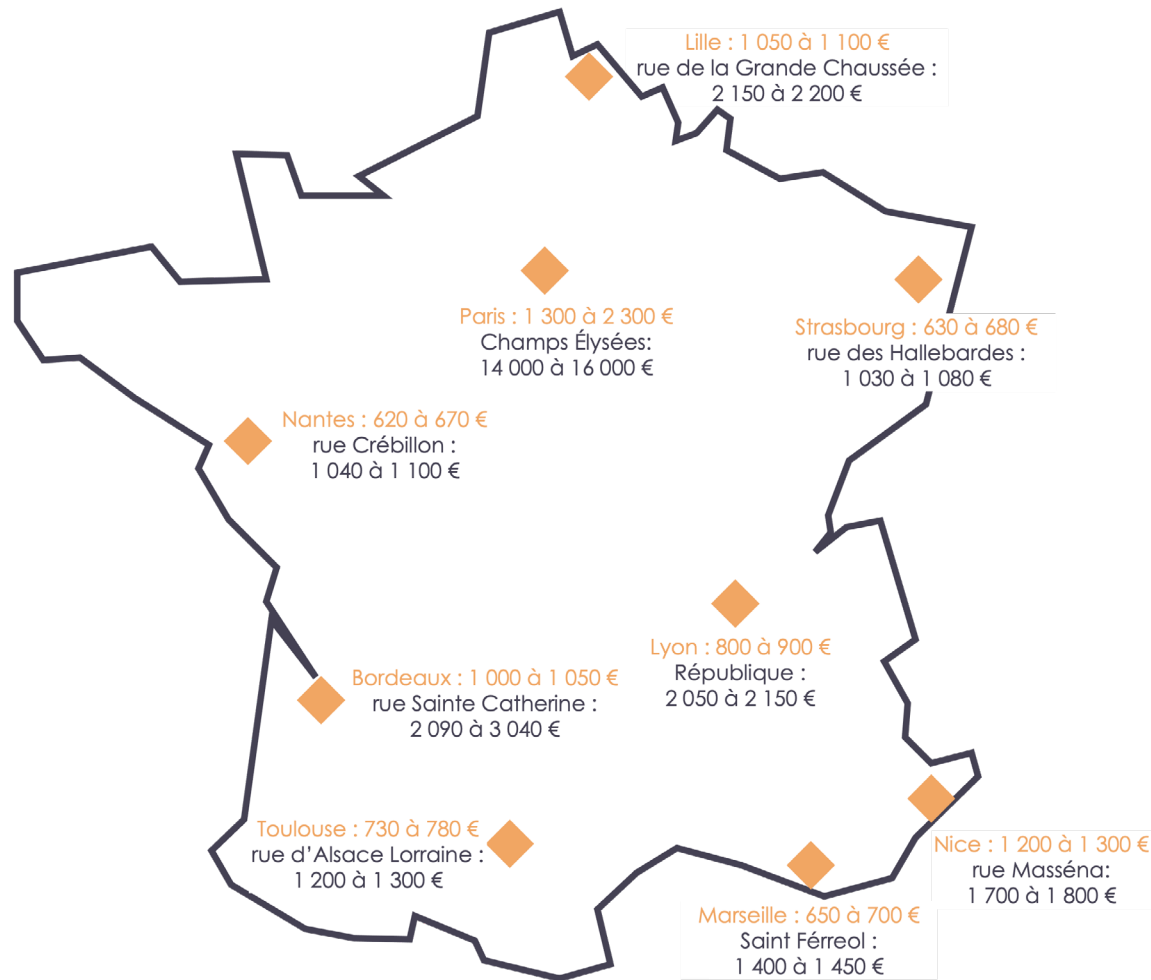 Lille : 1 050 à 1 100 €
rue de la Grande Chaussée :
2 150 à 2 200 €
Paris : 1 300 à 2 300 €
Champs Élysées:
14 000 à 16 000 €
Strasbourg : 630 à 680 €
rue des Hallebardes :
1 030 à 1 080 €
Nantes : 620 à 670 €
rue Crébillon :
1 040 à 1 100 €
Lyon : 800 à 900 €
République :
2 050 à 2 150 €
Bordeaux : 1 000 à 1 050 €
rue Sainte Catherine :
2 090 à 3 040 €
Toulouse : 730 à 780 €
rue d’Alsace Lorraine :
1 200 à 1 300 €
Nice : 1 200 à 1 300 €
rue Masséna:
1 700 à 1 800 €
Marseille : 650 à 700 €
Saint Férreol :
1 400 à 1 450 €